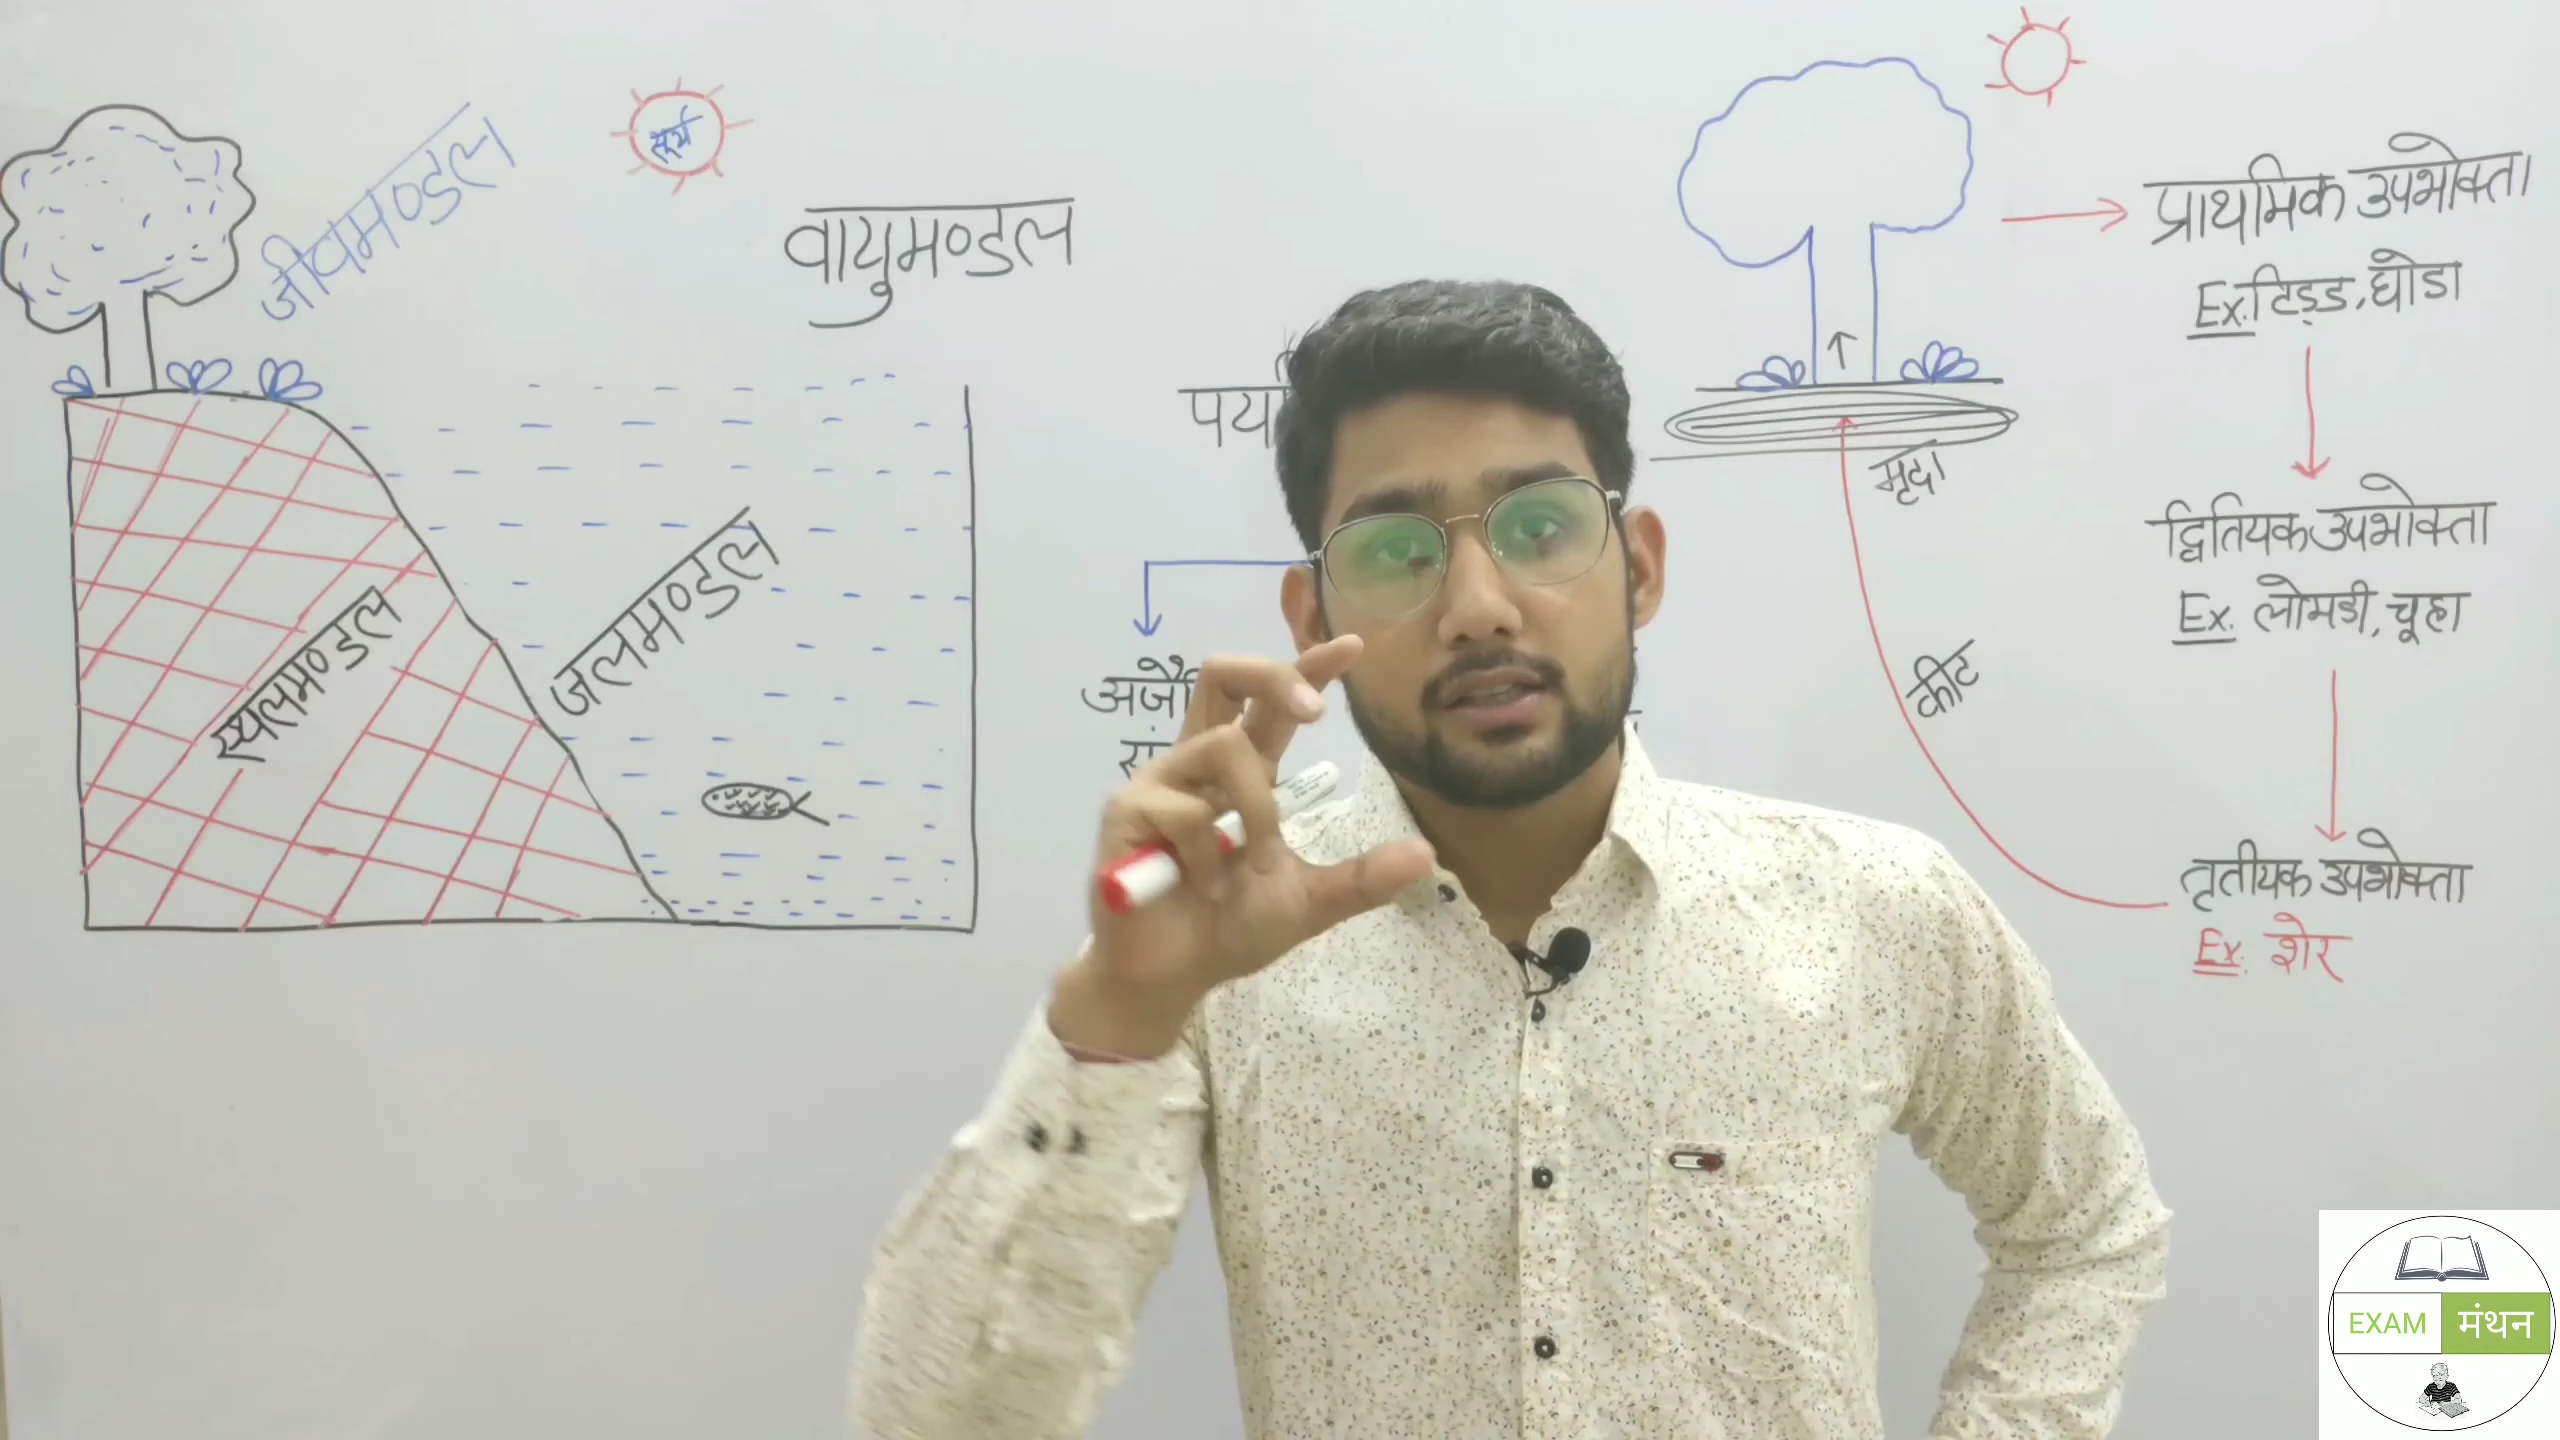 जीवमण्डल
सूर्य
वायुमण्डल
स्थलमण्डल
जलमण्डल
मृदा
कीट
प्राथमिक उपभोक्ता
Ex. टिड्ड, घोडा
द्वितियक उपभोक्ता
Ex. लोमडी, चूहा
तृतीयक उपभोक्ता
Ex. शेर
EXAM मंथन